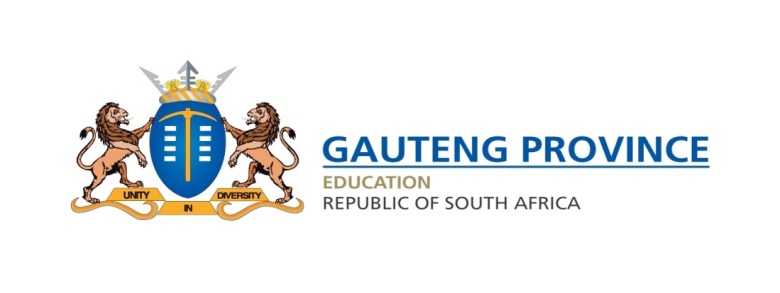 GAUTENG PROVINCE
EDUCATION
REPUBLIC OF SOUTH AFRICA
UNITY IN DIVERSITY